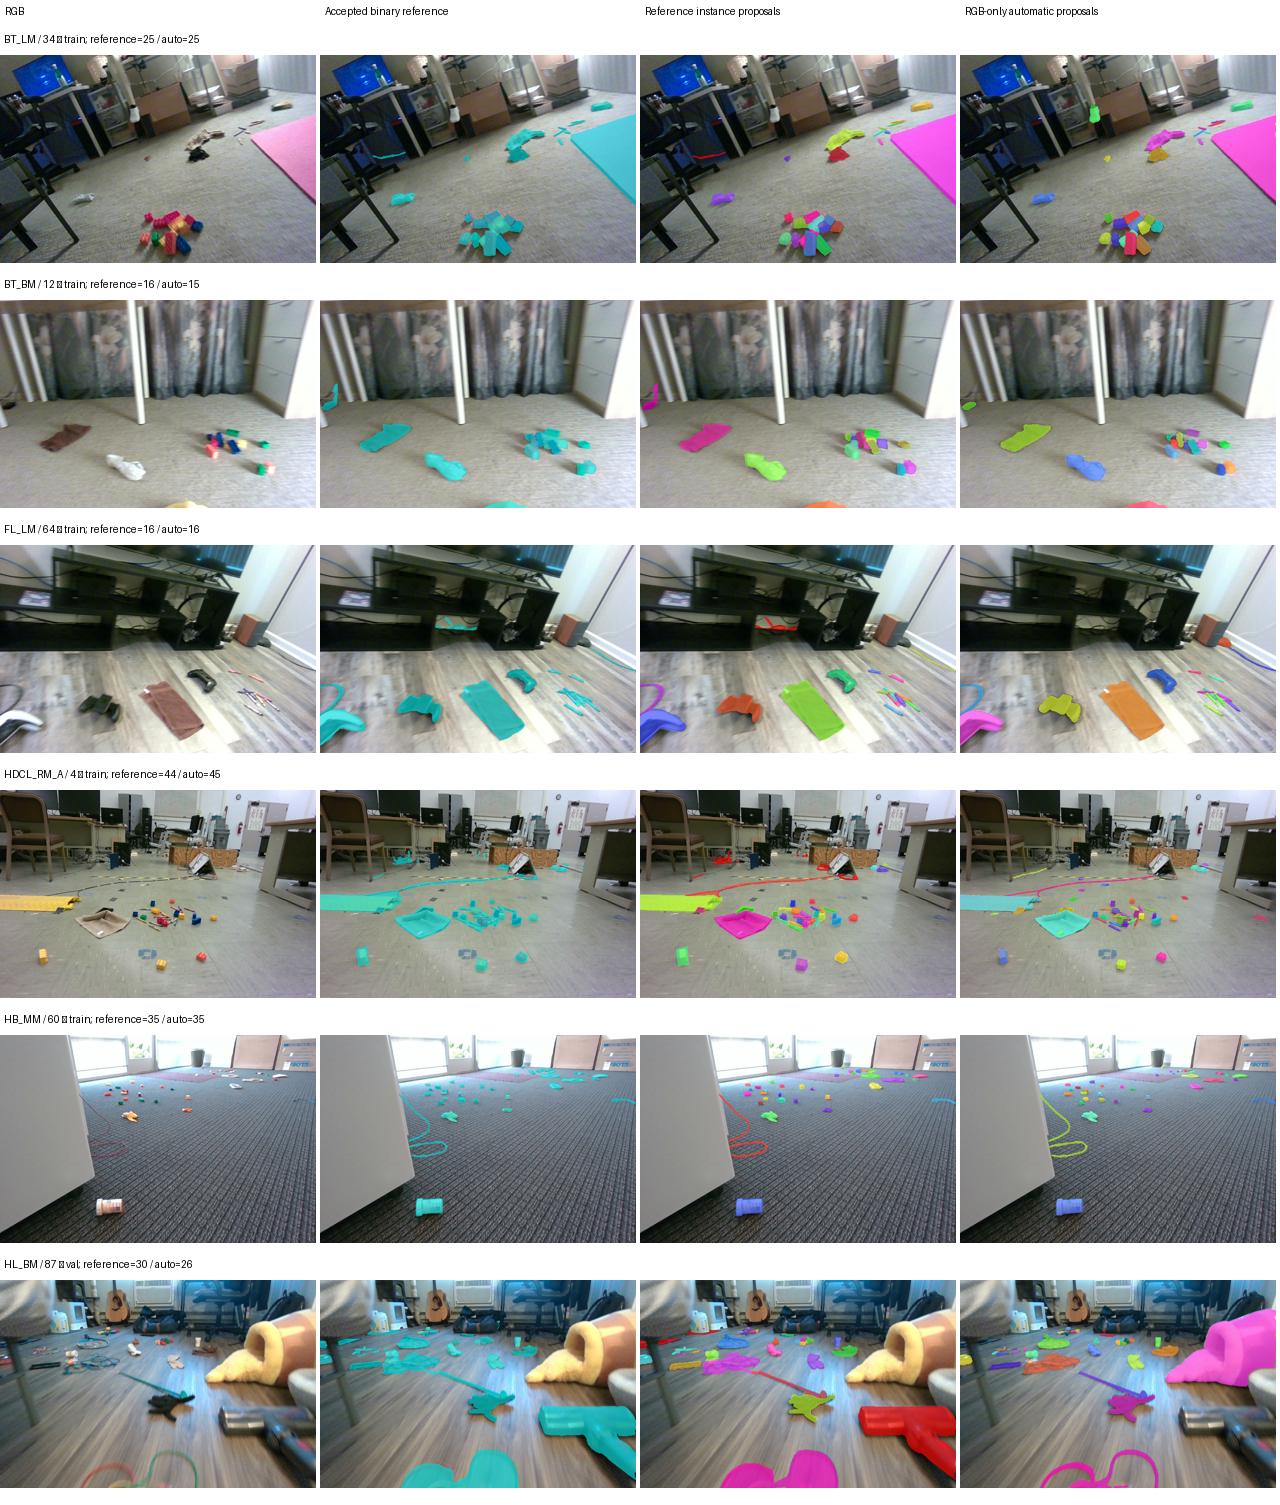 RGB
Accepted binary reference
Reference instance proposals
RGB-only automatic proposals
BT_LM / 34 train; reference=25 / auto=25
BT_BM / 12 train; reference=16 / auto=15
FL_LM / 64 train; reference=16 / auto=16
HDCL_RM_A / 4 train; reference=44 / auto=45
HB_MM / 60 train; reference=35 / auto=35
HL_BM / 87 val; reference=30 / auto=26